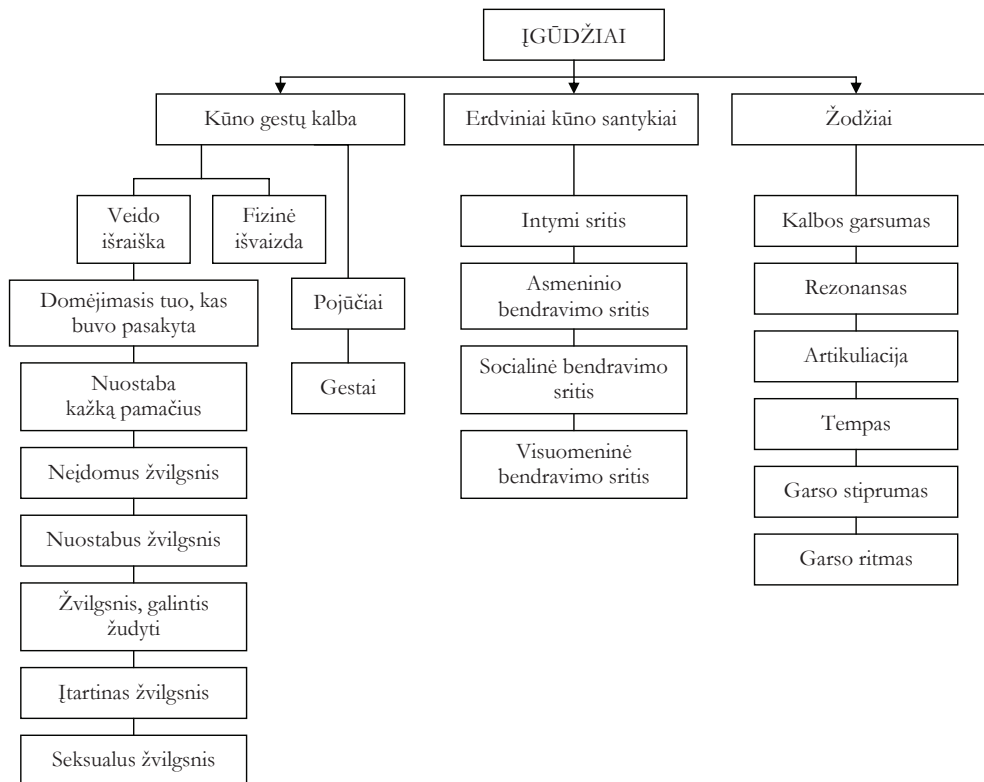 ĮGŪDŽIAI
Kūno gestų kalba
Erdviniai kūno santykiai
Žodžiai
Veido
išraiška
Fizinė
išvaizda
Domėjimasis tuo, kas
buvo pasakyta
Nuostaba
kažką pamačius
Neįdomus žvilgsnis
Nuostabus žvilgsnis
Žvilgsnis, galintis
žudyti
Įtartinas žvilgsnis
Seksualus žvilgsnis
Pojūčiai
Gestai
Intymi sritis
Asmeninio
bendravimo sritis
Socialinė bendravimo
sritis
Visuomeninė
bendravimo sritis
Kalbos garsumas
Rezonansas
Artikuliacija
Tempas
Garso stiprumas
Garso ritmas